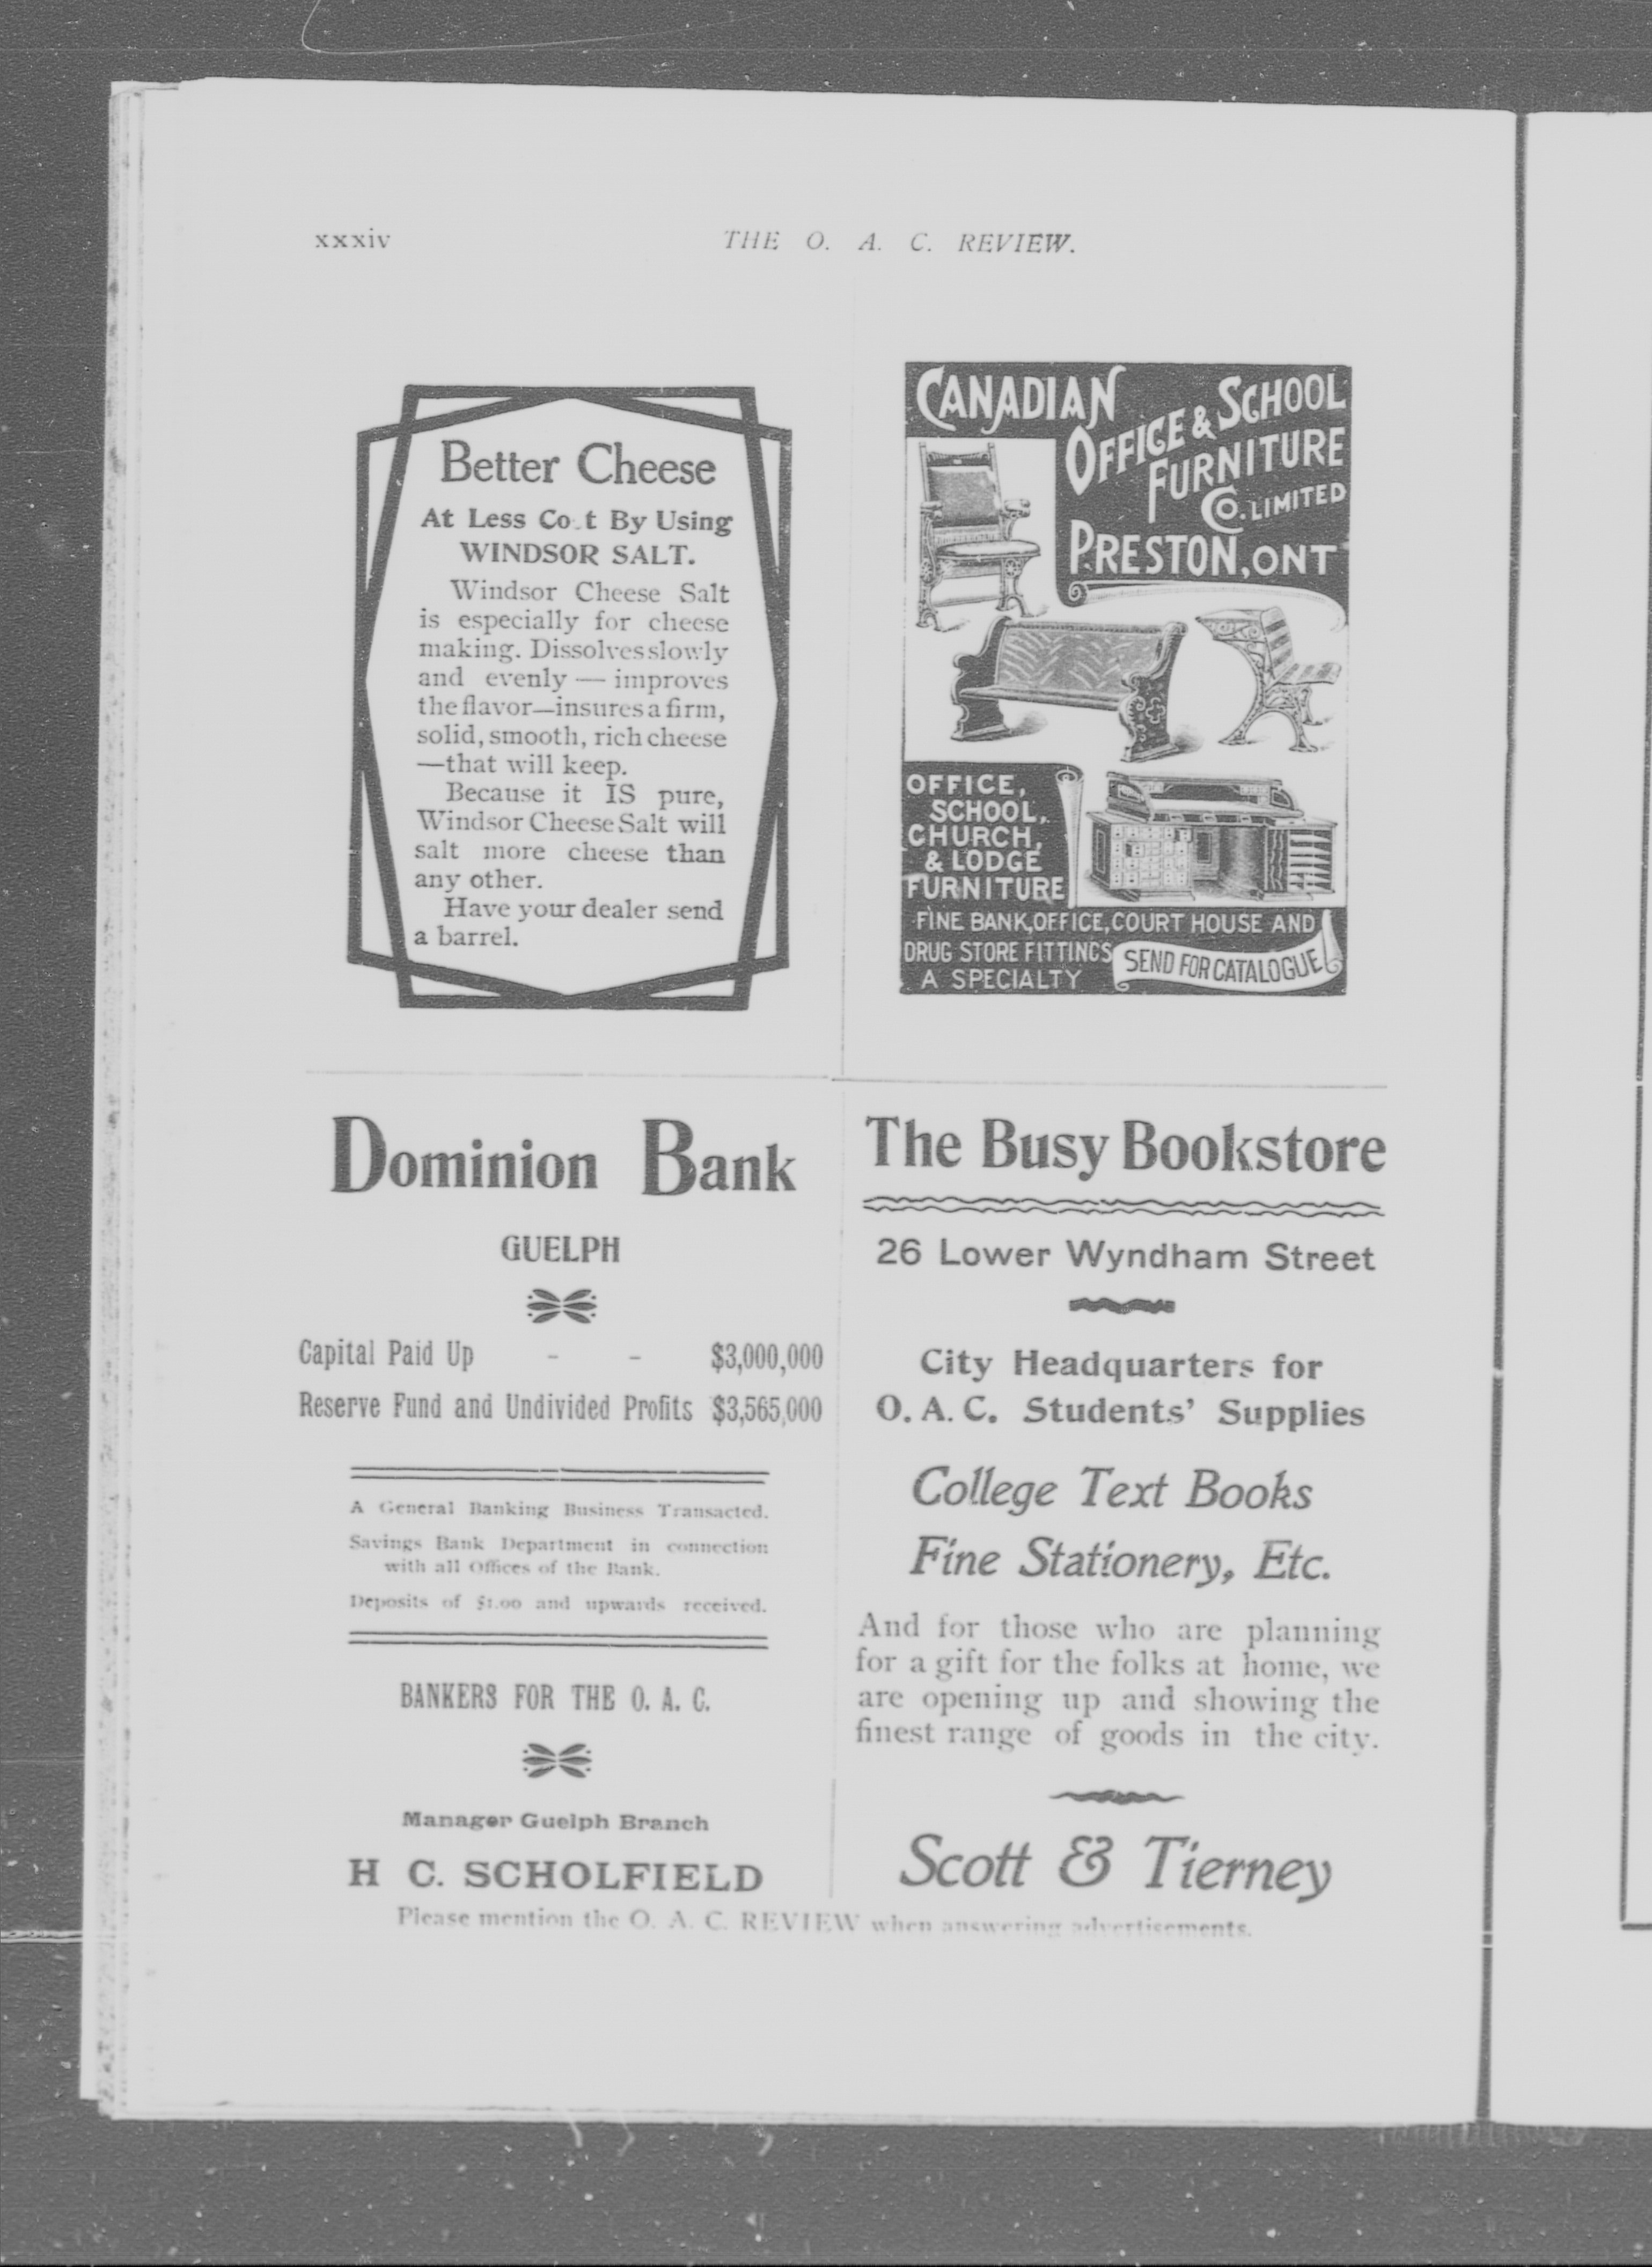 xxxiv
THE O. A. C. REVIEW.
Better Cheese
At Less Co t By Using
WINDSOR SALT.
Windsor Cheese Salt
is especially for cheese
making. Dissolves slowly
and evenly — improves
the flavor—insures a firm,
solid, smooth, rich cheese
—that will keep.
Because it IS pure,
Windsor Cheese Salt will
salt more cheese than
any other.
Have your dealer send
a barrel.
CANADIAN
OFFICE & SCHOOL
FURNITURE
CO. LIMITED
PRESTON, ONT
OFFICE,
SCHOOL,
CHURCH,
& LODGE
FURNITURE
FINE BANK, OFFICE, COURT HOUSE AND
DRUG STORE FITTINGS
A SPECIALTY
SEND FOR CATALOGUE
Dominion Bank
GUELPH
Capital Paid Up - - $3,000,000
Reserve Fund and Undivided Profits $3,565,000
A General Banking Business Transacted.
Savings Bank Department in connection
with all Offices of the Bank.
Deposits of $1.00 and upwards received.
BANKERS FOR THE O. A. C.
Manager Guelph Branch
H C. SCHOLFIELD
The Busy Bookstore
26 Lower Wyndham Street
City Headquarters for
O. A. C. Students' Supplies
College Text Books
Fine Stationery, Etc.
And for those who are planning
for a gift for the folks at home, we
are opening up and showing the
finest range of goods in the city.
Scott & Tierney
Please mention the O. A. C. REVIEW when answering advertisements.